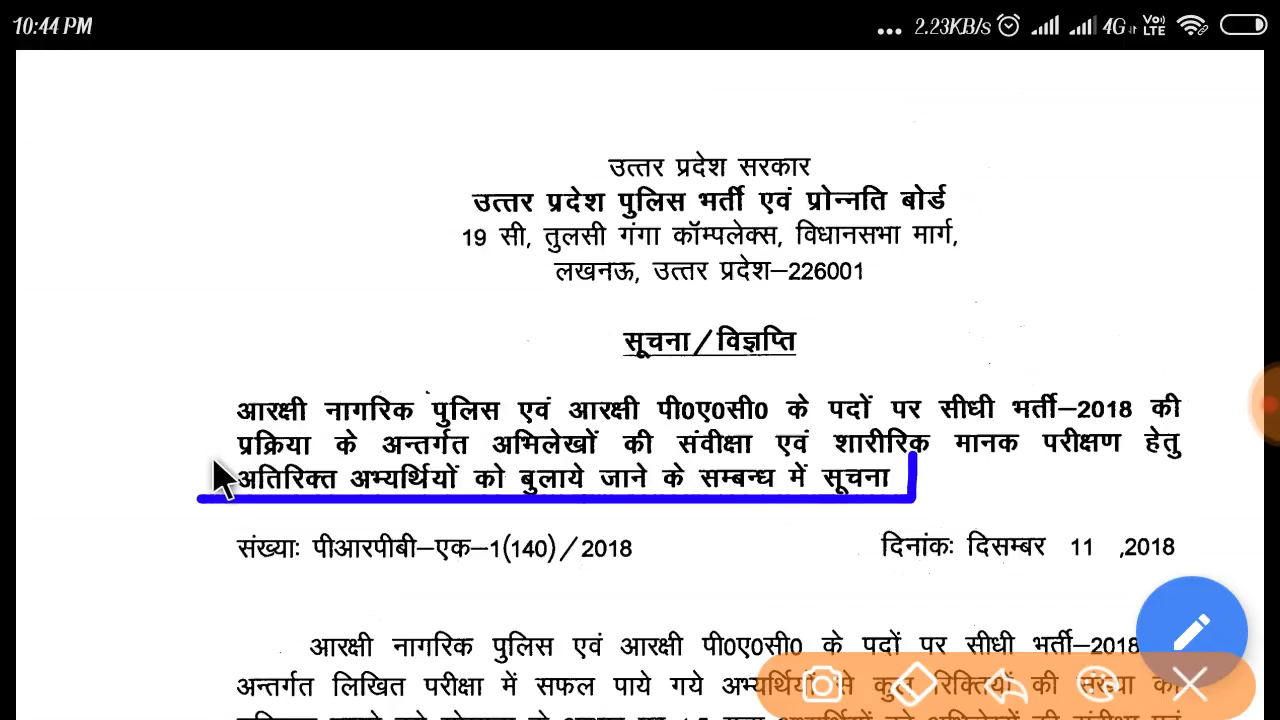 10:44 PM
... 2.23KB/s 4G Vo) LTE
उत्तर प्रदेश सरकार
उत्तर प्रदेश पुलिस भर्ती एवं प्रोन्नति बोर्ड
19 सी, तुलसी गंगा कॉम्पलेक्स, विधानसभा मार्ग,
लखनऊ, उत्तर प्रदेश–226001
सूचना/विज्ञप्ति
आरक्षी नागरिक पुलिस एवं आरक्षी पी0ए0सी0 के पदों पर सीधी भर्ती–2018 की
प्रक्रिया के अन्तर्गत अभिलेखों की संवीक्षा एवं शारीरिक मानक परीक्षण हेतु
अतिरिक्त अभ्यर्थियों को बुलाये जाने के सम्बन्ध में सूचना
संख्याः पीआरपीबी–एक–1(140)/2018 दिनांकः दिसम्बर 11 ,2018
आरक्षी नागरिक पुलिस एवं आरक्षी पी0ए0सी0 के पदों पर सीधी भर्ती–2018
अन्तर्गत लिखित परीक्षा में सफल पाये गये अभ्यर्थियों से कुल रिक्तियों की संख्या का